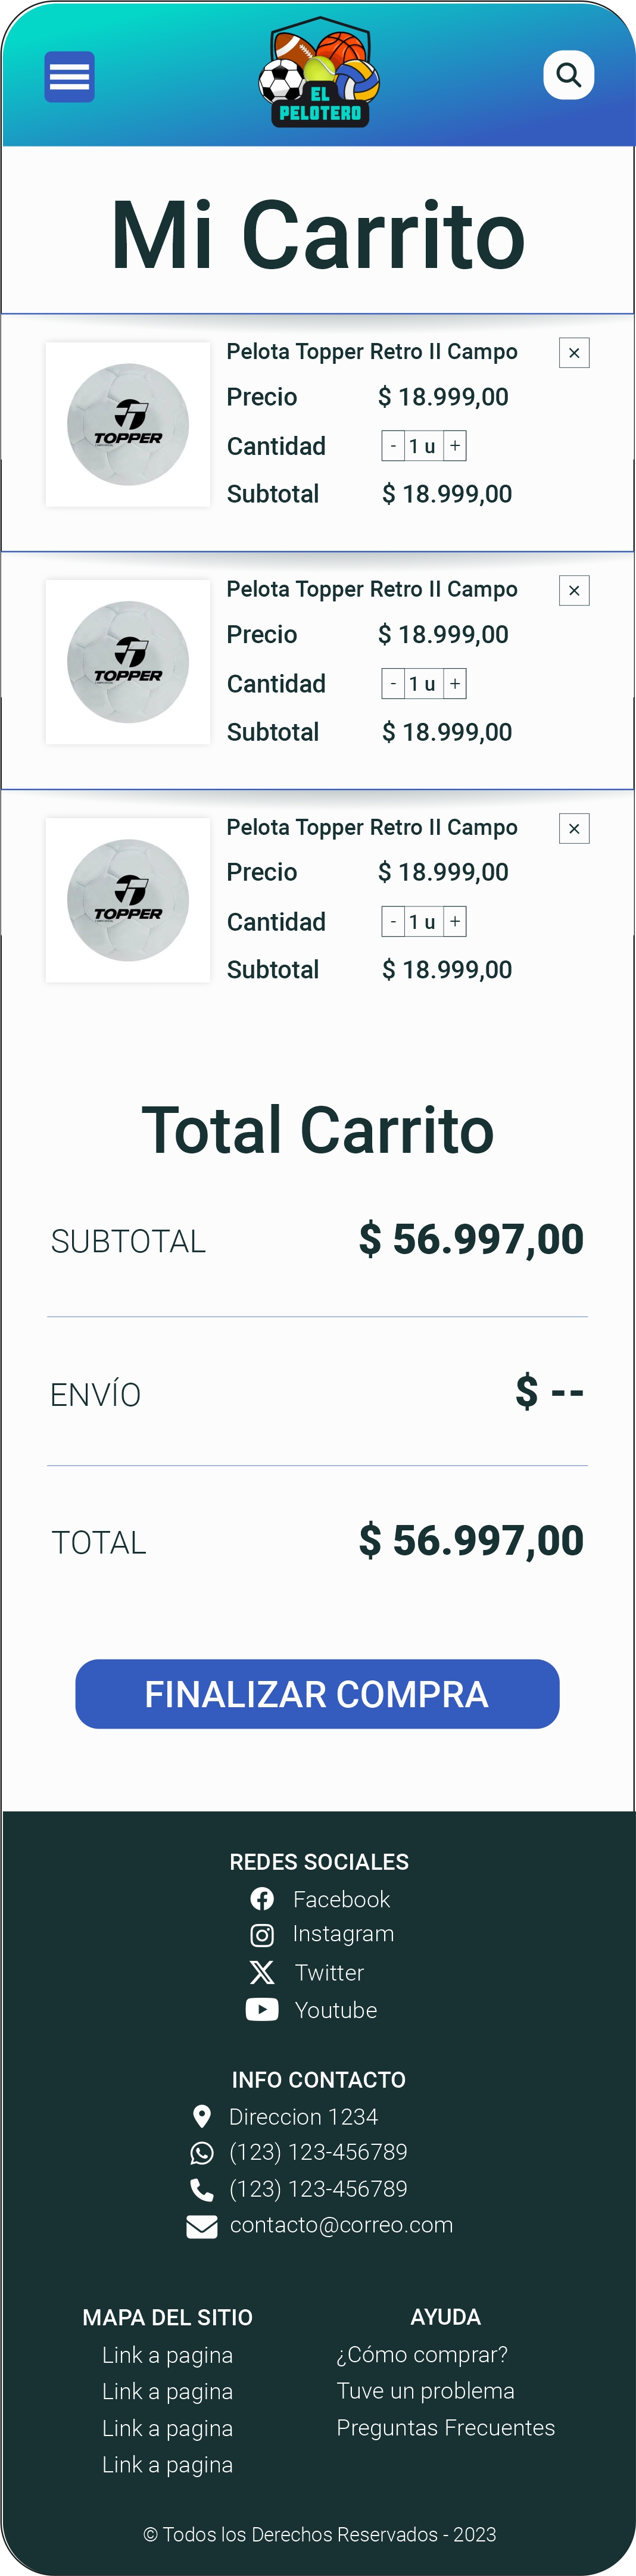 EL
PELOTERO
Mi Carrito
Pelota Topper Retro II Campo
×
TOPPER
Precio $ 18.999,00
Cantidad - 1 u +
Subtotal $ 18.999,00
Pelota Topper Retro II Campo
×
TOPPER
Precio $ 18.999,00
Cantidad - 1 u +
Subtotal $ 18.999,00
Pelota Topper Retro II Campo
×
TOPPER
Precio $ 18.999,00
Cantidad - 1 u +
Subtotal $ 18.999,00
Total Carrito
SUBTOTAL $ 56.997,00
ENVÍO $ --
TOTAL $ 56.997,00
FINALIZAR COMPRA
REDES SOCIALES
Facebook
Instagram
Twitter
Youtube
INFO CONTACTO
Direccion 1234
(123) 123-456789
(123) 123-456789
contacto@correo.com
MAPA DEL SITIO
Link a pagina
Link a pagina
Link a pagina
Link a pagina
AYUDA
¿Cómo comprar?
Tuve un problema
Preguntas Frecuentes
© Todos los Derechos Reservados - 2023